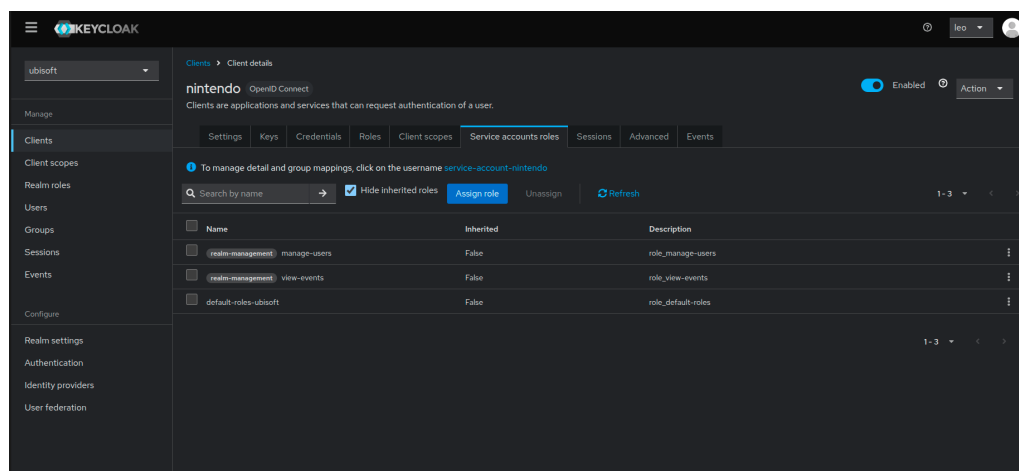 KEYCLOAK
leo
ubisoft
Manage
Clients
Client scopes
Realm roles
Users
Groups
Sessions
Events
Configure
Realm settings
Authentication
Identity providers
User federation
Clients > Client details
nintendo OpenID Connect
Enabled
Action
Clients are applications and services that can request authentication of a user.
Settings Keys Credentials Roles Client scopes Service accounts roles Sessions Advanced Events
To manage detail and group mappings, click on the username service-account-nintendo
Search by name Hide inherited roles Assign role Unassign Refresh 1-3
Name Inherited Description
realm-management manage-users False role_manage-users
realm-management view-events False role_view-events
default-roles-ubisoft False role_default-roles
1-3